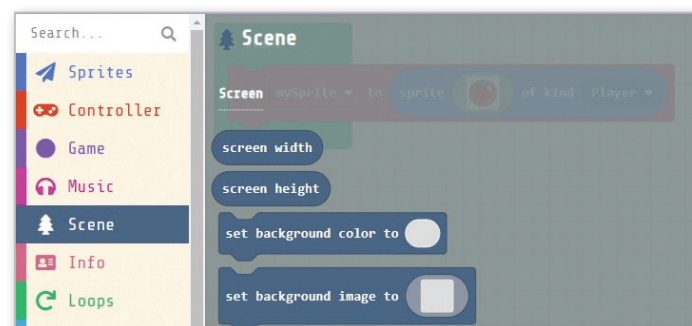 Search...
Sprites
Controller
Game
Music
Scene
Info
Loops
Scene
Screen
mySprite to sprite of kind Player
screen width
screen height
set background color to
set background image to